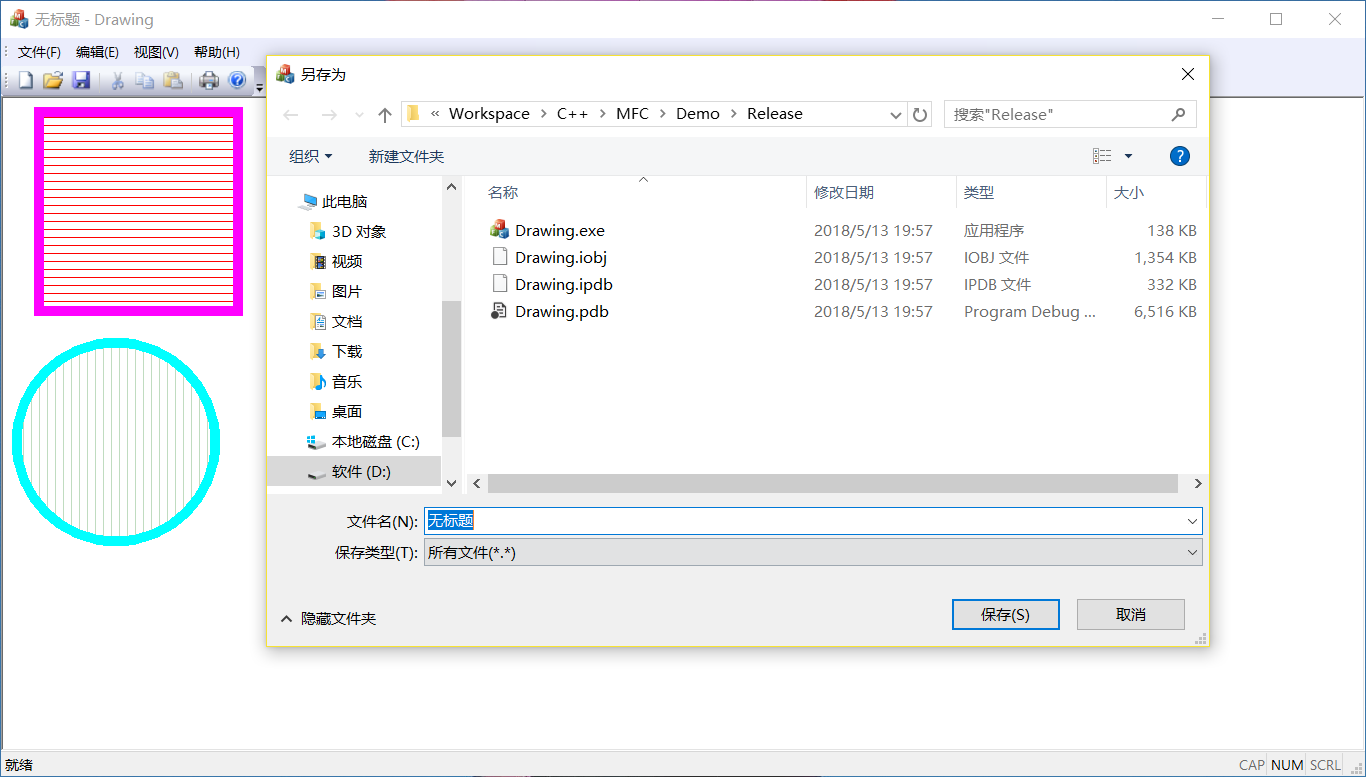 无标题 - Drawing
文件(F) 编辑(E) 视图(V) 帮助(H)
另存为
« Workspace > C++ > MFC > Demo > Release
搜索"Release"
组织 新建文件夹
此电脑
3D 对象
视频
图片
文档
下载
音乐
桌面
本地磁盘 (C:)
软件 (D:)
名称 修改日期 类型 大小
Drawing.exe 2018/5/13 19:57 应用程序 138 KB
Drawing.iobj 2018/5/13 19:57 IOBJ 文件 1,354 KB
Drawing.ipdb 2018/5/13 19:57 IPDB 文件 332 KB
Drawing.pdb 2018/5/13 19:57 Program Debug ... 6,516 KB
文件名(N): 无标题
保存类型(T): 所有文件(*.*)
隐藏文件夹 保存(S) 取消
就绪 CAP NUM SCRL